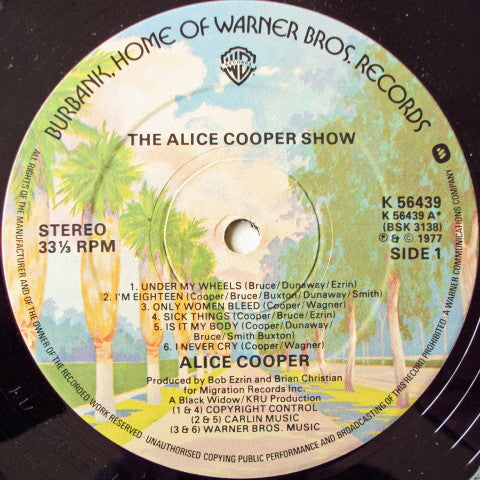 BURBANK, HOME OF WARNER BROS. RECORDS
RECORDS
THE ALICE COOPER SHOW
STEREO
33⅓ RPM
K 56439
K 56439 A*
(BSK 3138)
℗ & © 1977
SIDE 1
1. UNDER MY WHEELS (Bruce/Dunaway/Ezrin)
2. I'M EIGHTEEN (Cooper/Bruce/Buxton/Dunaway/Smith)
3. ONLY WOMEN BLEED (Cooper/Wagner)
4. SICK THINGS (Cooper/Bruce/Ezrin)
5. IS IT MY BODY (Cooper/Dunaway/
Bruce/Smith Buxton)
6. I NEVER CRY (Cooper/Wagner)
ALICE COOPER
Produced by Bob Ezrin and Brian Christian
for Migration Records Inc.
A Black Widow/KRU Production
(1 & 4) COPYRIGHT CONTROL
(2 & 5) CARLIN MUSIC
(3 & 6) WARNER BROS. MUSIC
ALL RIGHTS OF THE MANUFACTURER AND OF THE OWNER OF THE RECORDED WORK RESERVED · UNAUTHORISED COPYING PUBLIC PERFORMANCE AND BROADCASTING OF THIS RECORD PROHIBITED. A WARNER COMMUNICATIONS COMPANY